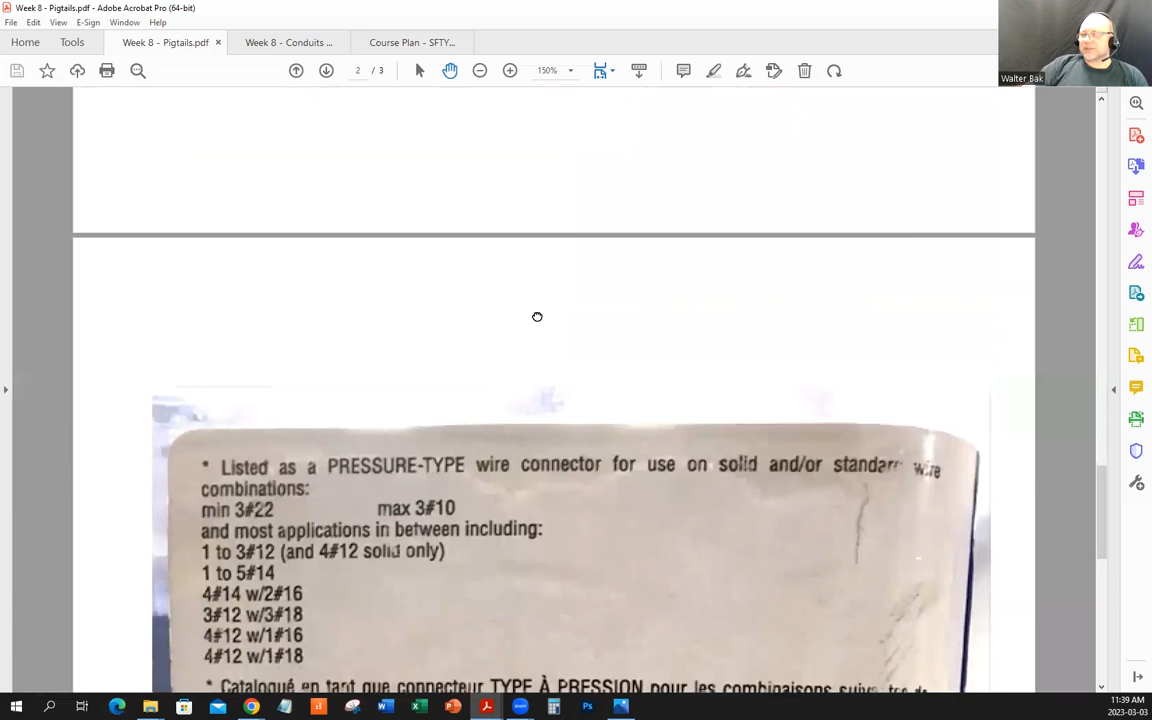 Week 8 - Pigtails.pdf - Adobe Acrobat Pro (64-bit)
File Edit View E-Sign Window Help
Home Tools Week 8 - Pigtails.pdf × Week 8 - Conduits ... Course Plan - SFTY...
2 / 3 150%
Walter Bak
* Listed as a PRESSURE-TYPE wire connector for use on solid and/or standard wire
combinations:
min 3#22 max 3#10
and most applications in between including:
1 to 3#12 (and 4#12 solid only)
1 to 5#14
4#14 w/2#16
3#12 w/3#18
4#12 w/1#16
4#12 w/1#18
* Catalogué en tant que connecteur TYPE À PRESSION pour les combinaisons
11:39 AM
2023-03-03